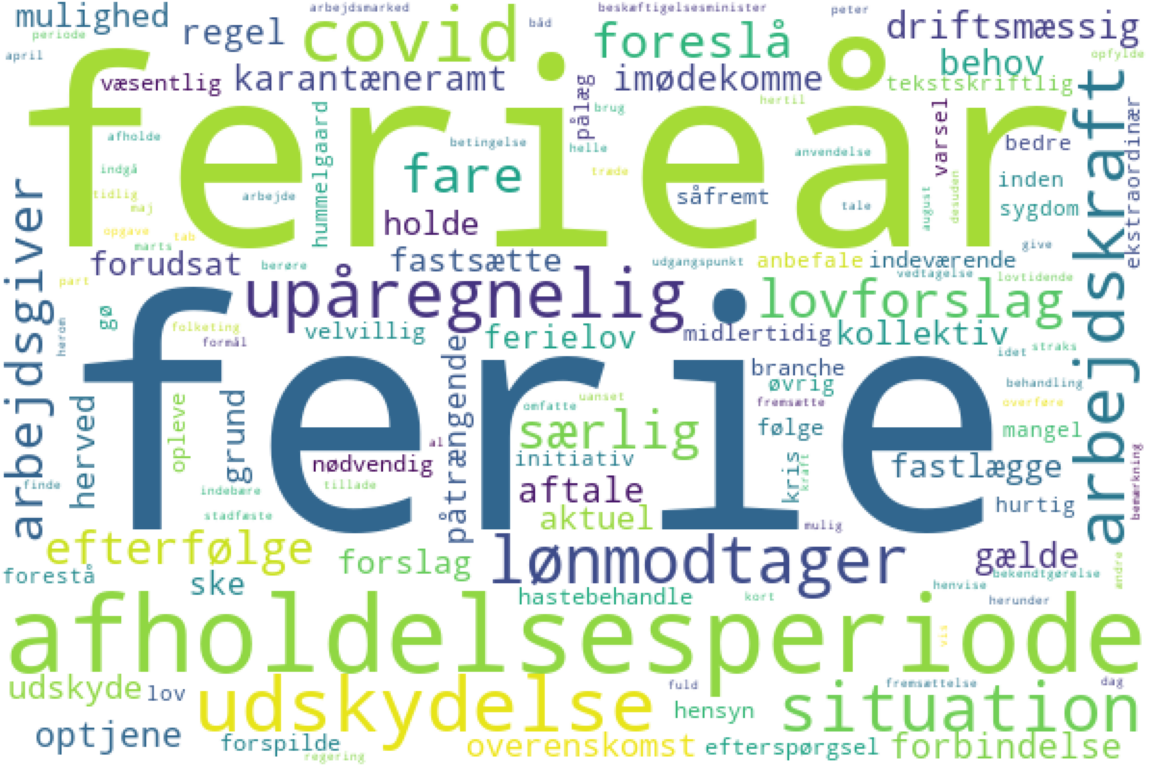 mulighed
periode
april
regel
arbejdsmarked
covid
båd
beskæftigelsesminister
foreslå
peter
driftsmæssig
opfylde
behov
tekstskriftlig
væsentlig
karantæneramt
imødekomme
pålæg
brug
hertil
feriear
afholde
indgå
tidlig
maj
opgave
marts
tab
arbejde
hummelgaard
betingelse
helle
fare
træde
holde
såfremt
anvendelse
tale
varsel
august
desuden
bedre
inden
sygdom
ekstraordinær
arbejdskraft
arbejdsgiver
forudsat
part
berøre
fastsætte
udgangspunkt
anbefale
indeværende
give
vedtagelse
lovtidende
upåregnelig
lovforslag
gø
herom
folketing
formål
velvillig
ferielov
midlertidig
kollektiv
idet
straks
ferie
påtrængende
branche
øvrig
fremsætte
behandling
overføre
følge
mangel
herved
opleve
grund
uanset
omfatte
særlig
al
nødvendig
initiativ
kris
kraft
fastlægge
bemærkning
finde
indebære
tillade
aftale
hurtig
stadfæste
aktuel
mulig
efterfølge
forslag
lønmodtager
gælde
bekendtgørelse
ændre
forestå
ske
hastebehandle
kort
henvise
herunder
afholdelsesperiode
vis
udskyde
lov
udskydelse
fuld
hensyn
fremsættelse
dag
situation
optjene
forspilde
regering
overenskomst
efterspørgsel
forbindelse